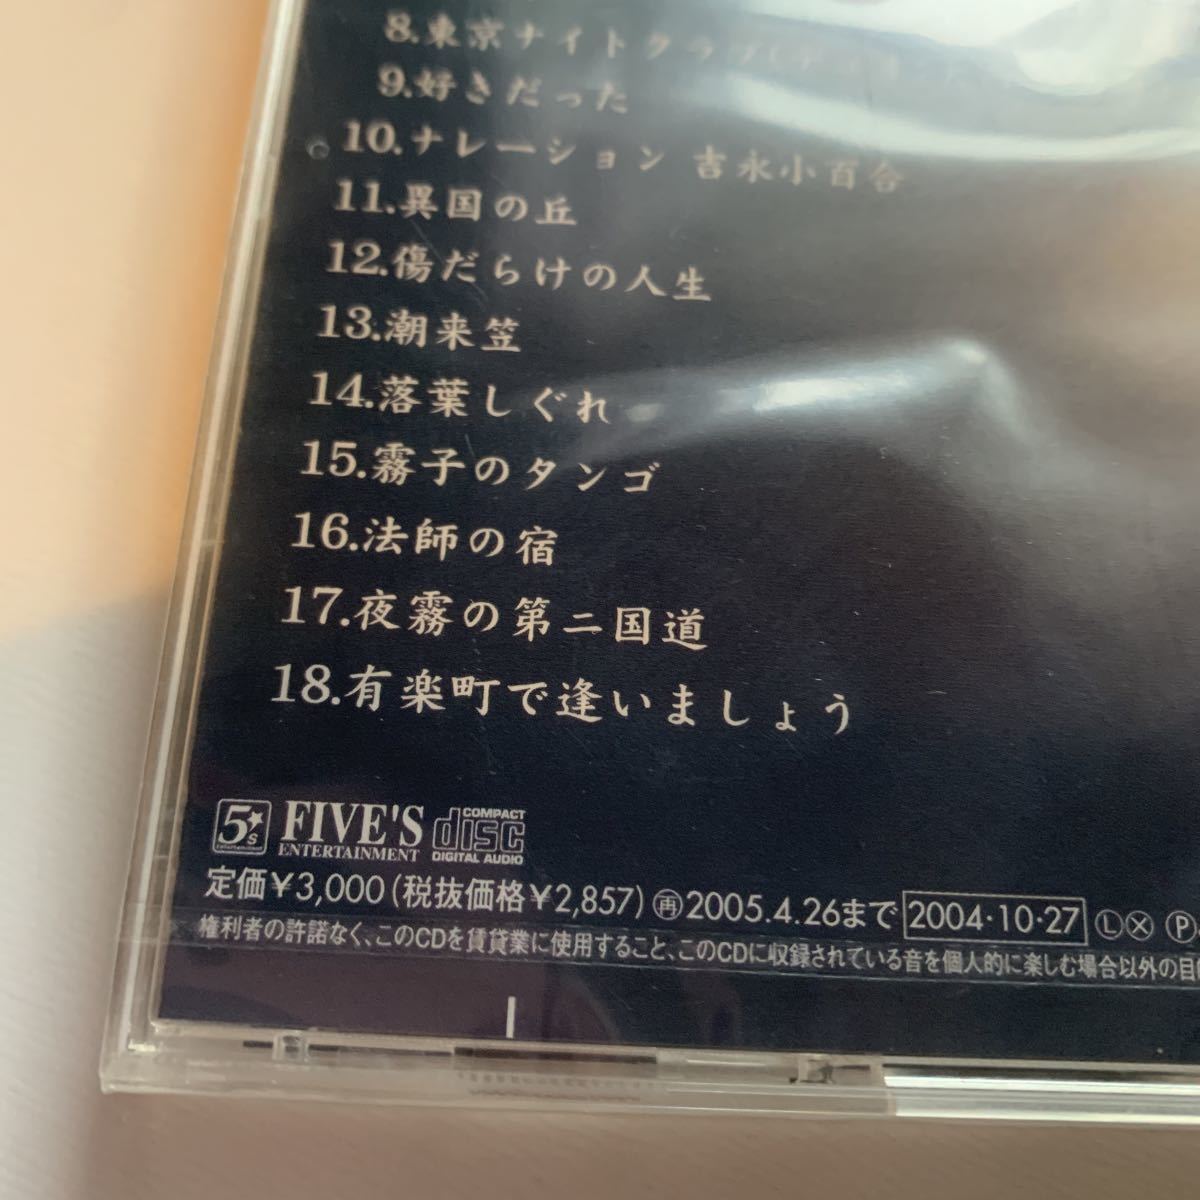 8.東京ナイトクラブ
9.好きだった
10.ナレーション 吉永小百合
11.異国の丘
12.傷だらけの人生
13.潮来笠
14.落葉しぐれ
15.霧子のタンゴ
16.法師の宿
17.夜霧の第二国道
18.有楽町で逢いましょう
5's Entertainment FIVE'S ENTERTAINMENT COMPACT disc DIGITAL AUDIO
定価¥3,000(税抜価格¥2,857)㊢2005.4.26まで 2004・10・27 Ⓛ Ⓧ Ⓟ
権利者の許諾なく、このCDを賃貸業に使用すること、このCDに収録されている音を個人的に楽しむ場合以外の目